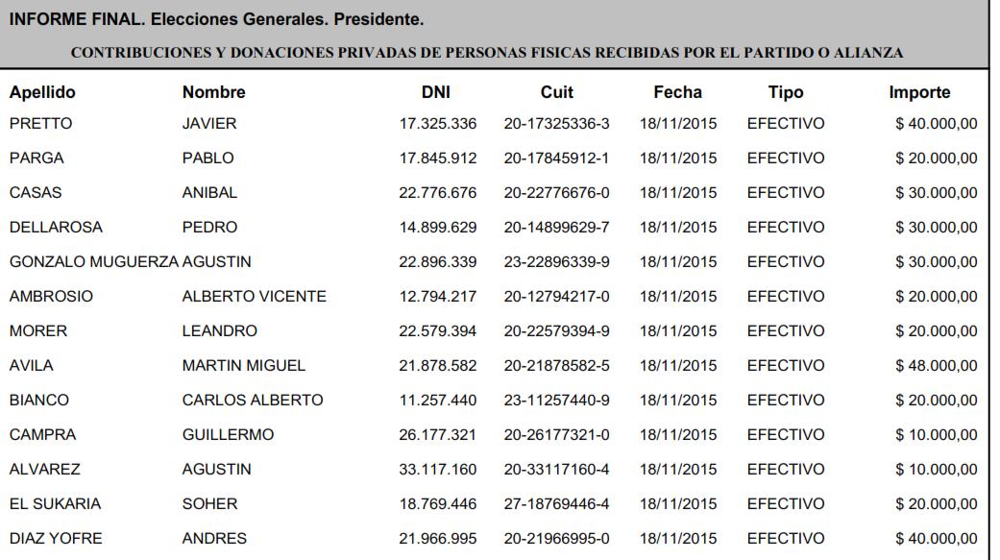 INFORME FINAL. Elecciones Generales. Presidente.
CONTRIBUCIONES Y DONACIONES PRIVADAS DE PERSONAS FISICAS RECIBIDAS POR EL PARTIDO O ALIANZA
Apellido Nombre DNI Cuit Fecha Tipo Importe
PRETTO JAVIER 17.325.336 20-17325336-3 18/11/2015 EFECTIVO $ 40.000,00
PARGA PABLO 17.845.912 20-17845912-1 18/11/2015 EFECTIVO $ 20.000,00
CASAS ANIBAL 22.776.676 20-22776676-0 18/11/2015 EFECTIVO $ 30.000,00
DELLAROSA PEDRO 14.899.629 20-14899629-7 18/11/2015 EFECTIVO $ 30.000,00
GONZALO MUGUERZA AGUSTIN 22.896.339 23-22896339-9 18/11/2015 EFECTIVO $ 30.000,00
AMBROSIO ALBERTO VICENTE 12.794.217 20-12794217-0 18/11/2015 EFECTIVO $ 20.000,00
MORER LEANDRO 22.579.394 20-22579394-9 18/11/2015 EFECTIVO $ 20.000,00
AVILA MARTIN MIGUEL 21.878.582 20-21878582-5 18/11/2015 EFECTIVO $ 48.000,00
BIANCO CARLOS ALBERTO 11.257.440 23-11257440-9 18/11/2015 EFECTIVO $ 20.000,00
CAMPRA GUILLERMO 26.177.321 20-26177321-0 18/11/2015 EFECTIVO $ 10.000,00
ALVAREZ AGUSTIN 33.117.160 20-33117160-4 18/11/2015 EFECTIVO $ 10.000,00
EL SUKARIA SOHER 18.769.446 27-18769446-4 18/11/2015 EFECTIVO $ 20.000,00
DIAZ YOFRE ANDRES 21.966.995 20-21966995-0 18/11/2015 EFECTIVO $ 40.000,00